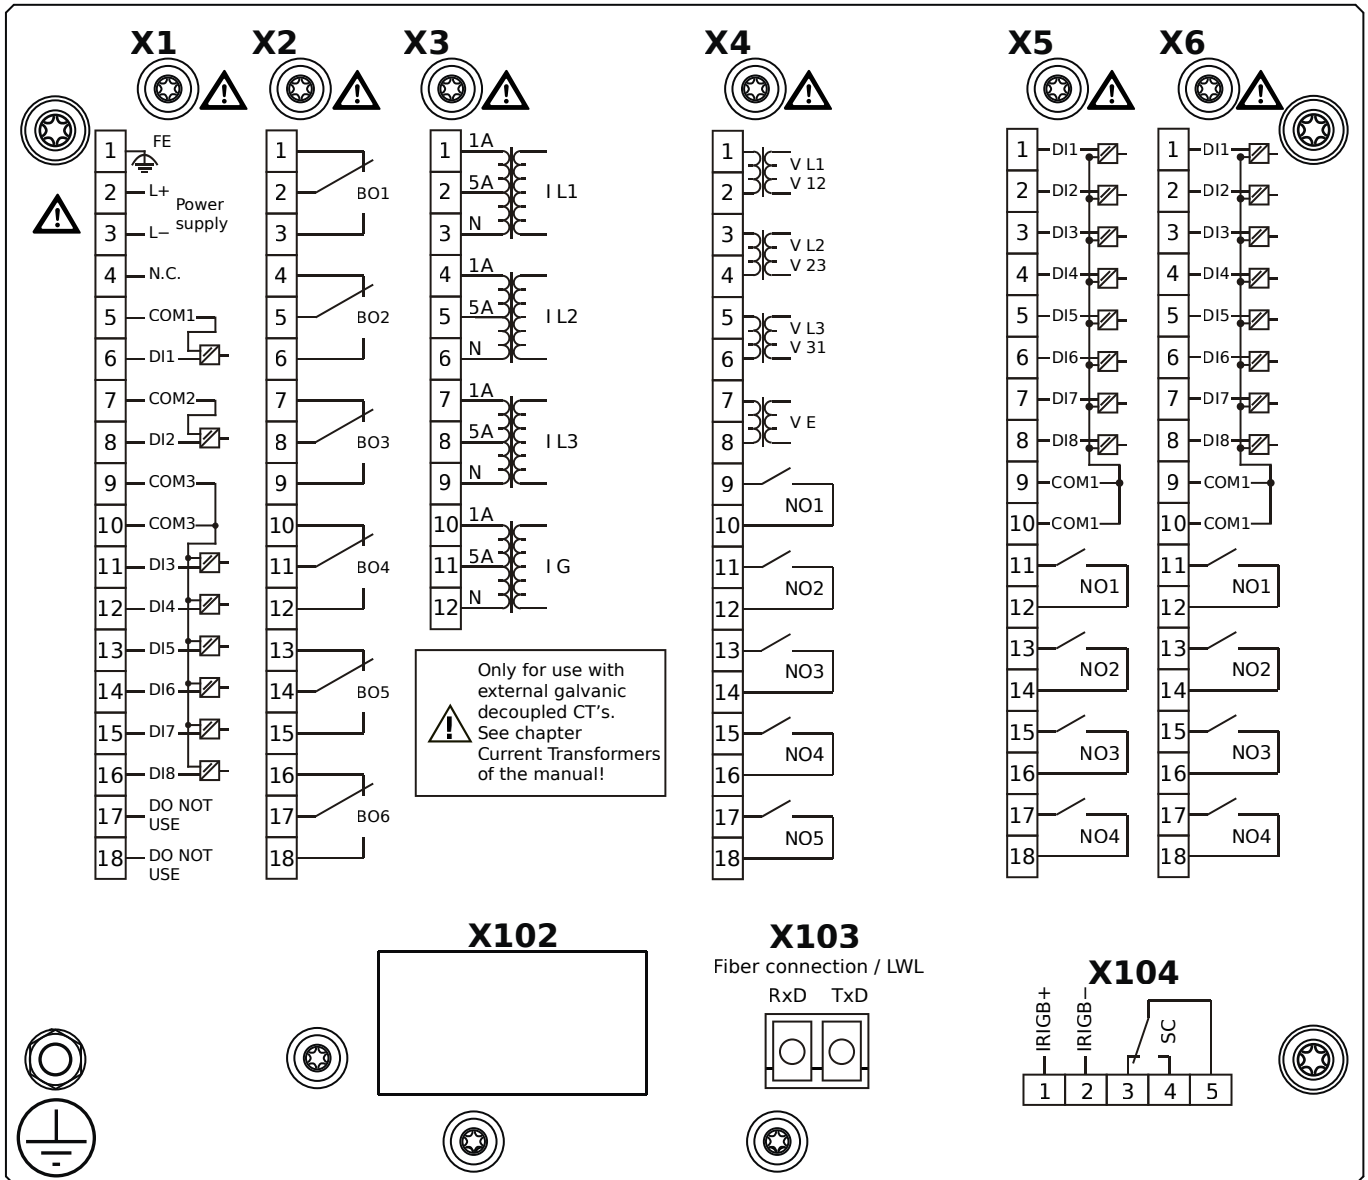 X1
1
FE
2
L+
Power
supply
3
L−
4
N.C.
5
COM1
6
DI1
7
COM2
8
DI2
9
COM3
10
COM3
11
DI3
12
DI4
13
DI5
14
DI6
15
DI7
16
DI8
17
DO NOT
USE
18
DO NOT
USE
X2
1
2
BO1
3
4
5
BO2
6
7
8
BO3
9
10
11
BO4
12
13
14
BO5
15
16
17
BO6
18
X3
1
1A
2
5A
I L1
3
N
4
1A
5
5A
I L2
6
N
7
1A
8
5A
I L3
9
N
10
1A
11
5A
I G
12
N
Only for use with
external galvanic
decoupled CT's.
See chapter
Current Transformers
of the manual!
X4
1
V L1
2
V 12
3
V L2
4
V 23
5
V L3
6
V 31
7
V E
8
9
NO1
10
11
NO2
12
13
NO3
14
15
NO4
16
17
NO5
18
X5
1
DI1
2
DI2
3
DI3
4
DI4
5
DI5
6
DI6
7
DI7
8
DI8
9
COM1
10
COM1
11
NO1
12
13
NO2
14
15
NO3
16
17
NO4
18
X6
1
DI1
2
DI2
3
DI3
4
DI4
5
DI5
6
DI6
7
DI7
8
DI8
9
COM1
10
COM1
11
NO1
12
13
NO2
14
15
NO3
16
17
NO4
18
X102
X103
Fiber connection / LWL
RxD TxD
X104
IRIGB+
IRIGB−
SC
1 2 3 4 5